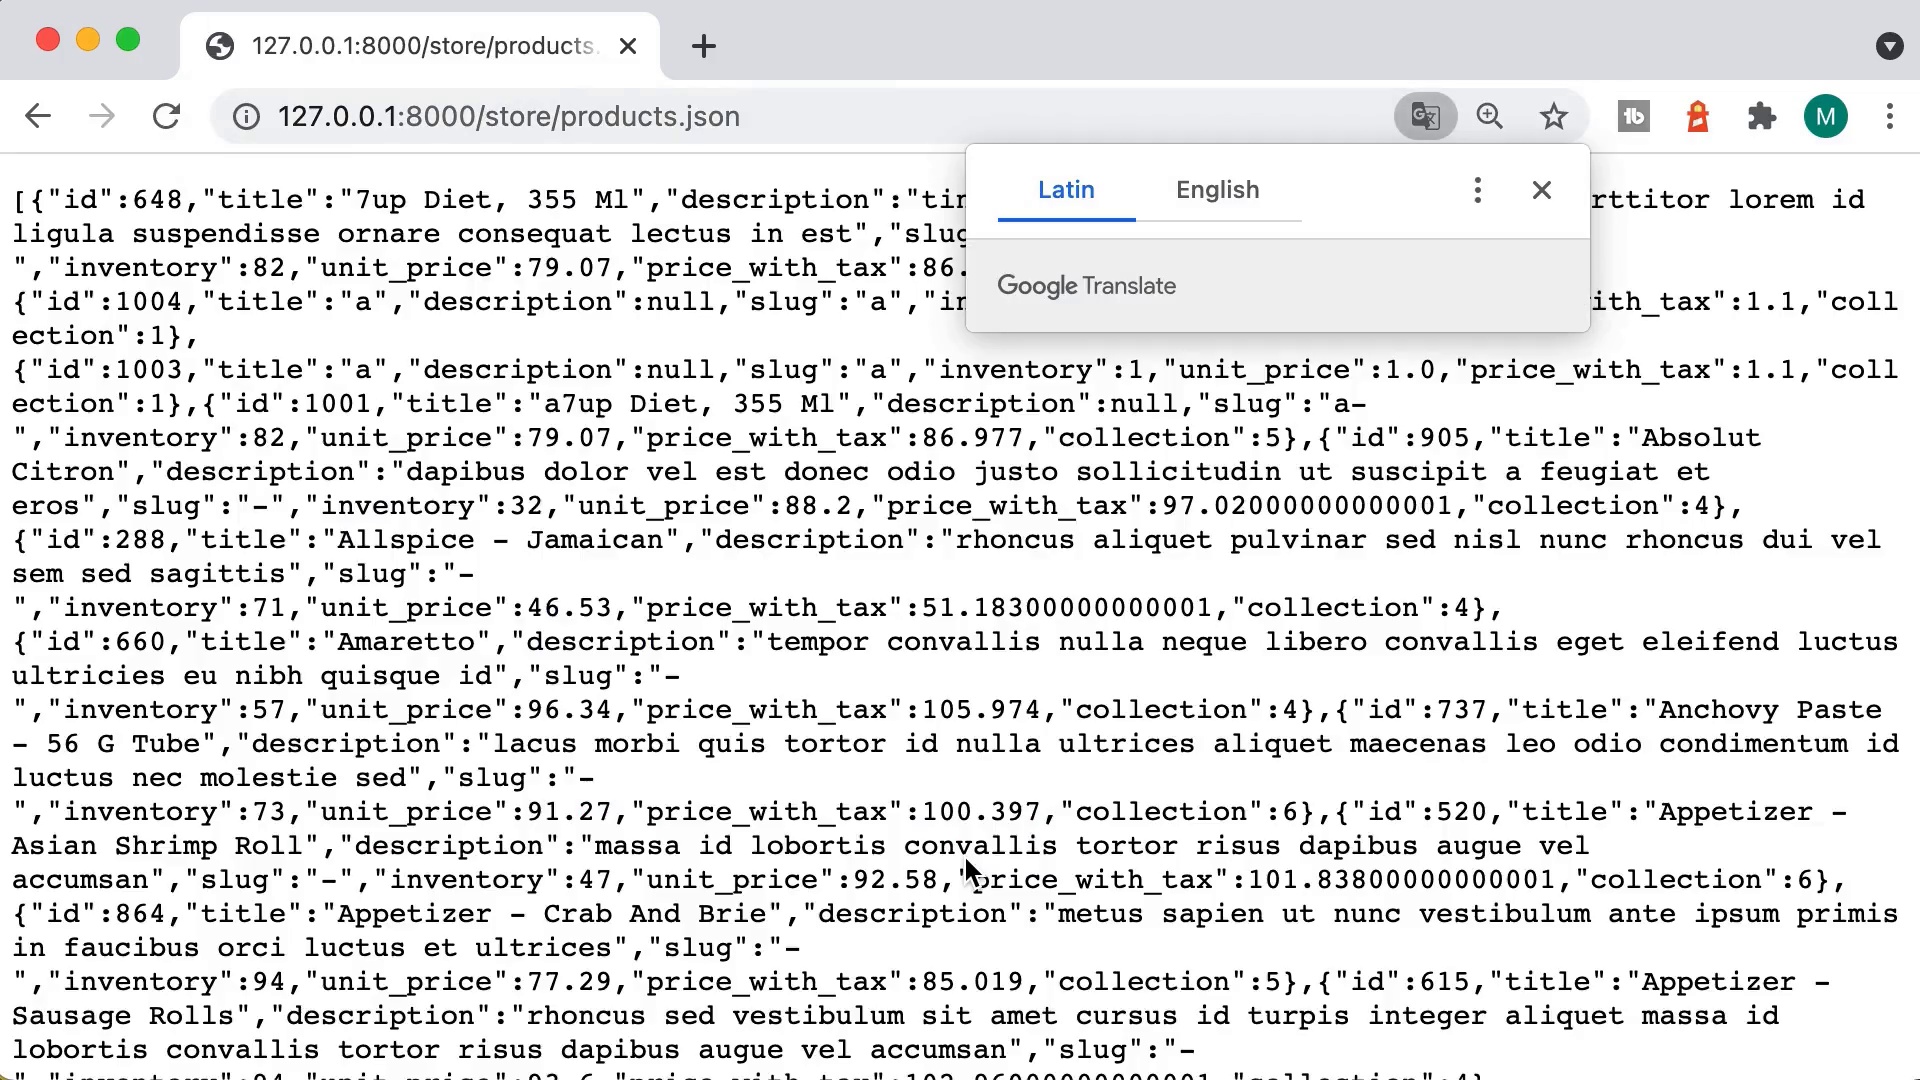 127.0.0.1:8000/store/products.
127.0.0.1:8000/store/products.json
M
Latin English
Google Translate
[{"id":648,"title":"7up Diet, 355 Ml","description":"tin rttitor lorem id
ligula suspendisse ornare consequat lectus in est","slug
","inventory":82,"unit_price":79.07,"price_with_tax":86.
{"id":1004,"title":"a","description":null,"slug":"a","in ith_tax":1.1,"coll
ection":1},
{"id":1003,"title":"a","description":null,"slug":"a","inventory":1,"unit_price":1.0,"price_with_tax":1.1,"coll
ection":1},{"id":1001,"title":"a7up Diet, 355 Ml","description":null,"slug":"a-
","inventory":82,"unit_price":79.07,"price_with_tax":86.977,"collection":5},{"id":905,"title":"Absolut
Citron","description":"dapibus dolor vel est donec odio justo sollicitudin ut suscipit a feugiat et
eros","slug":"-","inventory":32,"unit_price":88.2,"price_with_tax":97.02000000000001,"collection":4},
{"id":288,"title":"Allspice - Jamaican","description":"rhoncus aliquet pulvinar sed nisl nunc rhoncus dui vel
sem sed sagittis","slug":"-
","inventory":71,"unit_price":46.53,"price_with_tax":51.18300000000001,"collection":4},
{"id":660,"title":"Amaretto","description":"tempor convallis nulla neque libero convallis eget eleifend luctus
ultricies eu nibh quisque id","slug":"-
","inventory":57,"unit_price":96.34,"price_with_tax":105.974,"collection":4},{"id":737,"title":"Anchovy Paste
- 56 G Tube","description":"lacus morbi quis tortor id nulla ultrices aliquet maecenas leo odio condimentum id
luctus nec molestie sed","slug":"-
","inventory":73,"unit_price":91.27,"price_with_tax":100.397,"collection":6},{"id":520,"title":"Appetizer -
Asian Shrimp Roll","description":"massa id lobortis convallis tortor risus dapibus augue vel
accumsan","slug":"-","inventory":47,"unit_price":92.58,"price_with_tax":101.83800000000001,"collection":6},
{"id":864,"title":"Appetizer - Crab And Brie","description":"metus sapien ut nunc vestibulum ante ipsum primis
in faucibus orci luctus et ultrices","slug":"-
","inventory":94,"unit_price":77.29,"price_with_tax":85.019,"collection":5},{"id":615,"title":"Appetizer -
Sausage Rolls","description":"rhoncus sed vestibulum sit amet cursus id turpis integer aliquet massa id
lobortis convallis tortor risus dapibus augue vel accumsan","slug":"-